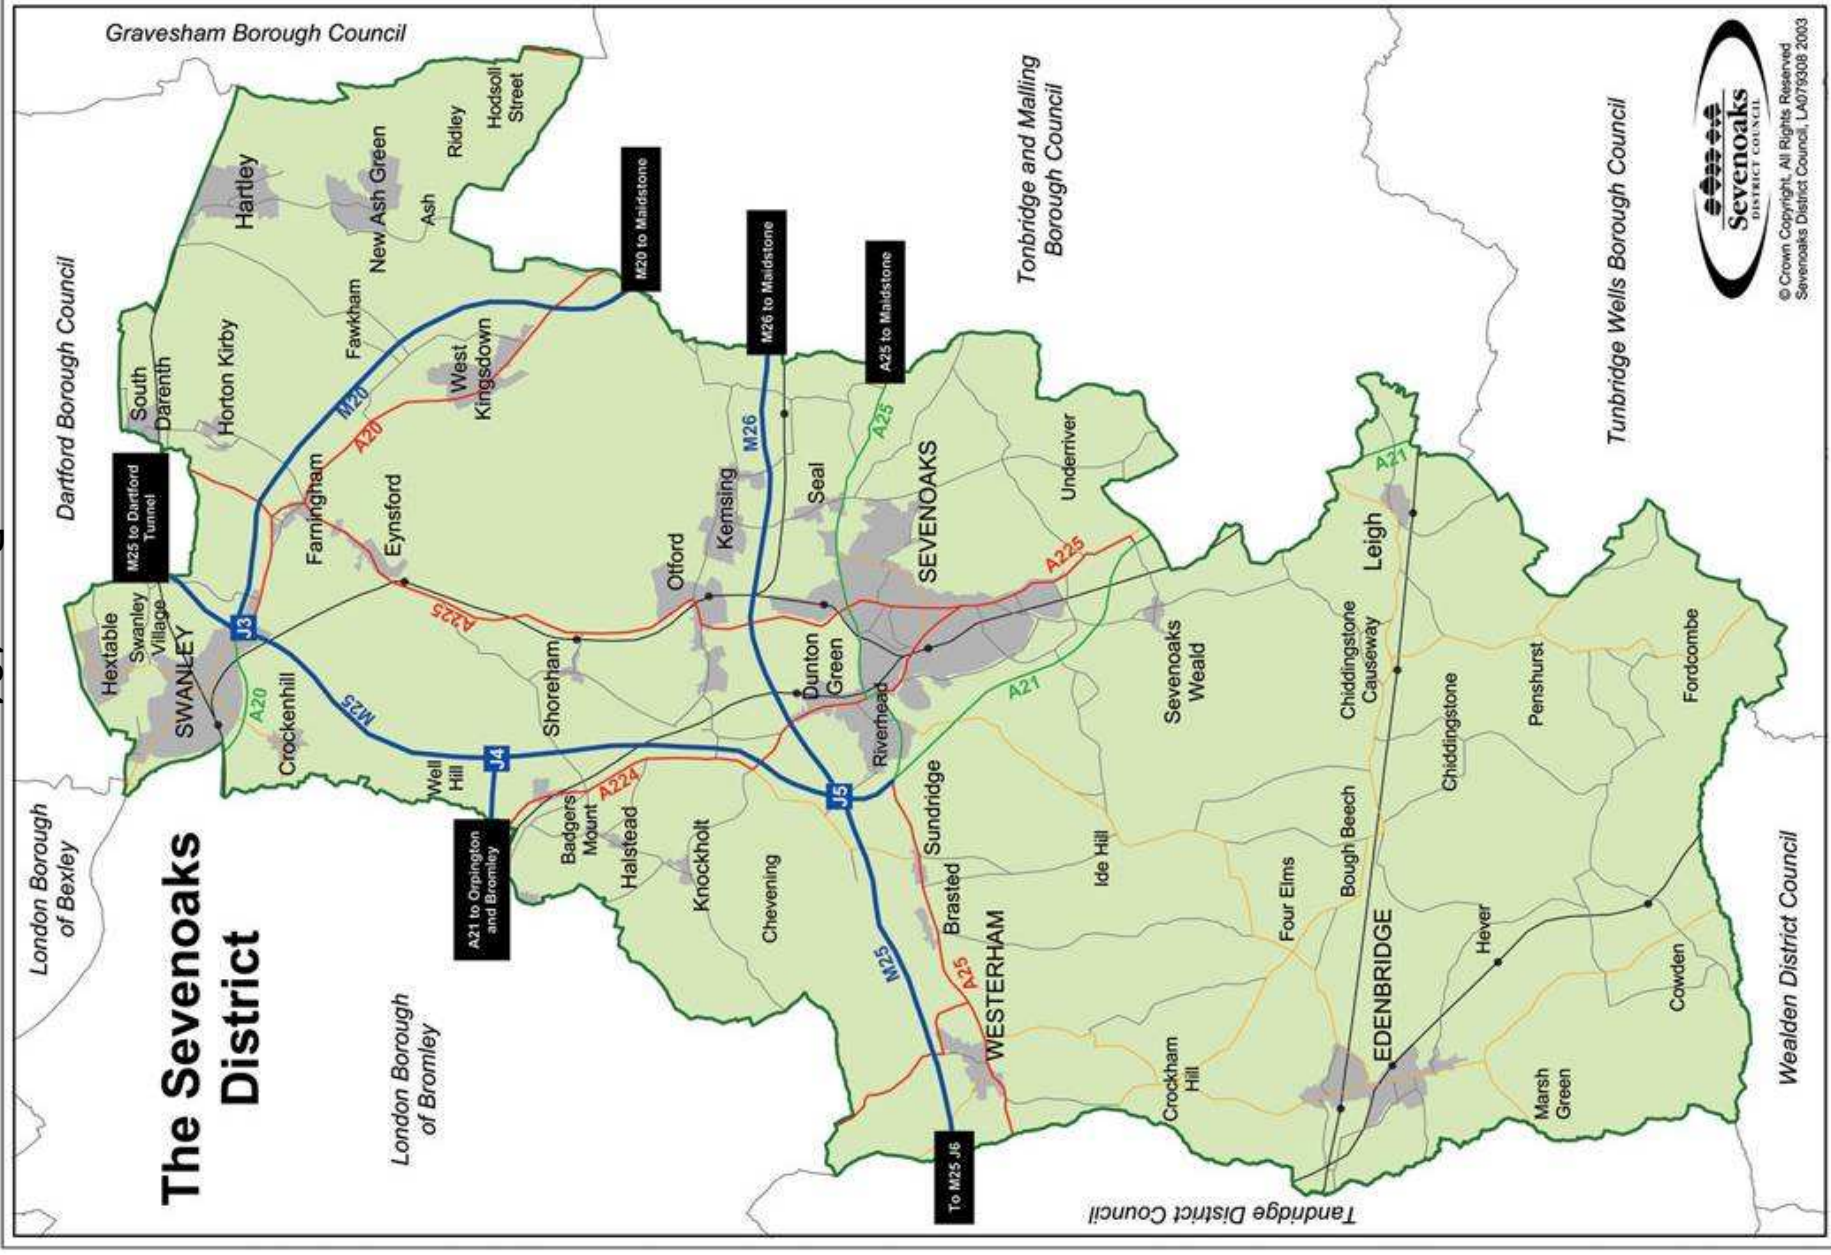 The Sevenoaks
District
London Borough
of Bexley
London Borough
of Bromley
Dartford Borough Council
Gravesham Borough Council
Tonbridge and Malling
Borough Council
Tunbridge Wells Borough Council
Wealden District Council
Tandridge District Council
M25 to Dartford
Tunnel
A21 to Orpington
and Bromley
M20 to Maidstone
M26 to Maidstone
A25 to Maidstone
To M25 J6
Hextable
Swanley
Village
SWANLEY
J3
A20
Crockenhill
M25
South
Darenth
Horton Kirby
Hartley
Fawkham
New Ash Green
Ash
Ridley
Hodsoll
Street
M20
A20
Farningham
Eynsford
West
Kingsdown
A225
Well
Hill
J4
Shoreham
Badgers
Mount
A224
Halstead
Knockholt
Chevening
Otford
Kemsing
M26
Seal
A25
Dunton
Green
Riverhead
SEVENOAKS
J5
M25
Sundridge
Brasted
A25
WESTERHAM
A21
A225
Underriver
Ide Hill
Sevenoaks
Weald
Crockham
Hill
Four Elms
Bough Beech
Chiddingstone
Causeway
Leigh
A21
EDENBRIDGE
Chiddingstone
Hever
Penshurst
Marsh
Green
Cowden
Fordcombe
Sevenoaks
DISTRICT COUNCIL
© Crown Copyright, All Rights Reserved
Sevenoaks District Council, LA079308 2003